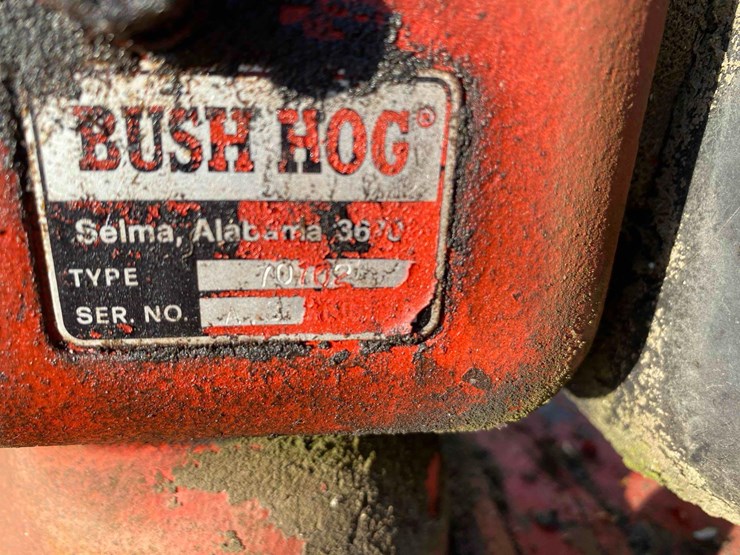 BUSH HOG®
Selma, Alabama
TYPE
SER. NO.